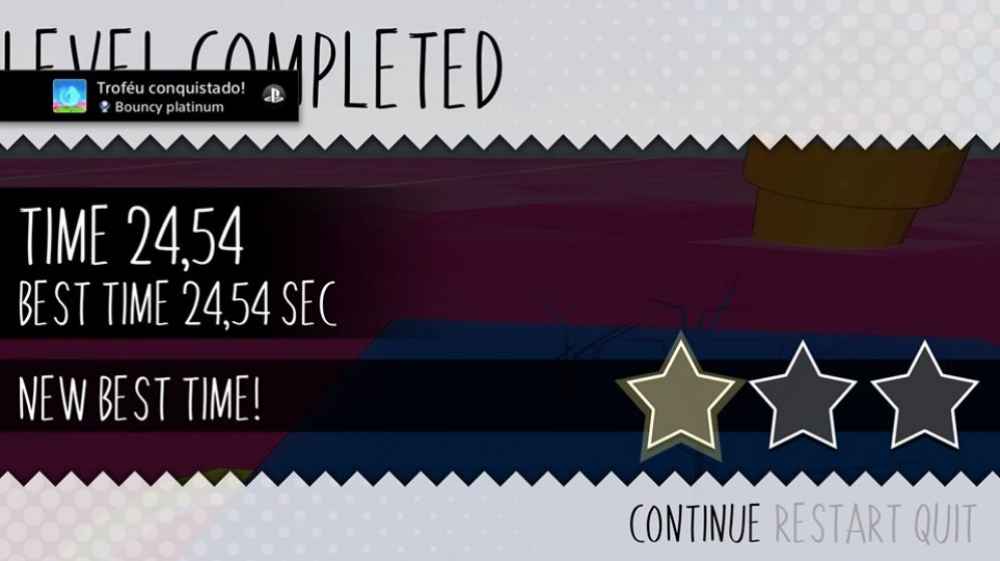 LEVEL COMPLETED
Troféu conquistado!
Bouncy platinum
TIME 24,54
BEST TIME 24,54 SEC
NEW BEST TIME!
CONTINUE RESTART QUIT